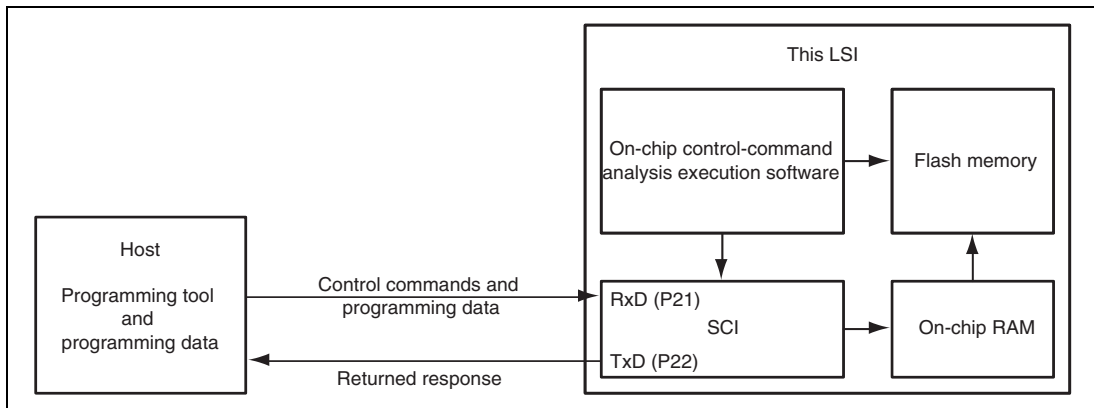 This LSI
On-chip control-command
analysis execution software
Flash memory
Host
Programming tool
and
programming data
Control commands and
programming data
RxD (P21)
SCI
TxD (P22)
On-chip RAM
Returned response